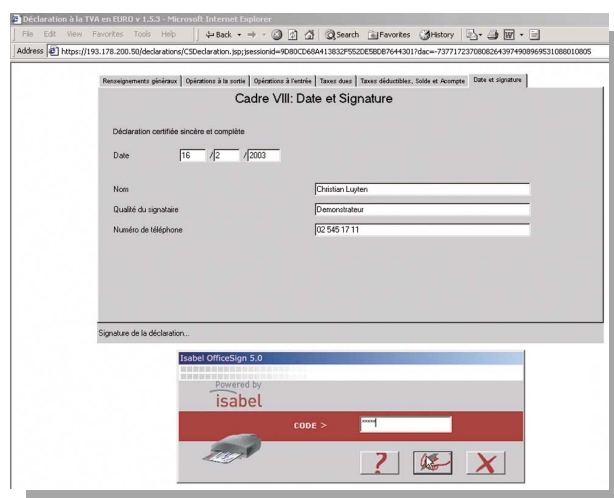 Déclaration à la TVA en EURO v 1.5.3 - Microsoft Internet Explorer
File Edit View Favorites Tools Help Back Search Favorites History
Address https://193.178.200.50/declarations/CSDeclaration.jsp;jsessionid=9D80CD68A413832F552DE5BDB7644301?dac=-7377172370808264397490896953108801080​5
Renseignements généraux Opérations à la sortie Opérations à l'entrée Taxes dues Taxes déductibles, Solde et Acompte Date et signature
Cadre VIII: Date et Signature
Déclaration certifiée sincère et complète
Date 16 /2 /2003
Nom Christian Luyten
Qualité du signataire Demonstrateur
Numéro de téléphone 02 545 17 11
Signature de la déclaration...
Isabel OfficeSign 5.0
Powered by
isabel
CODE > *****